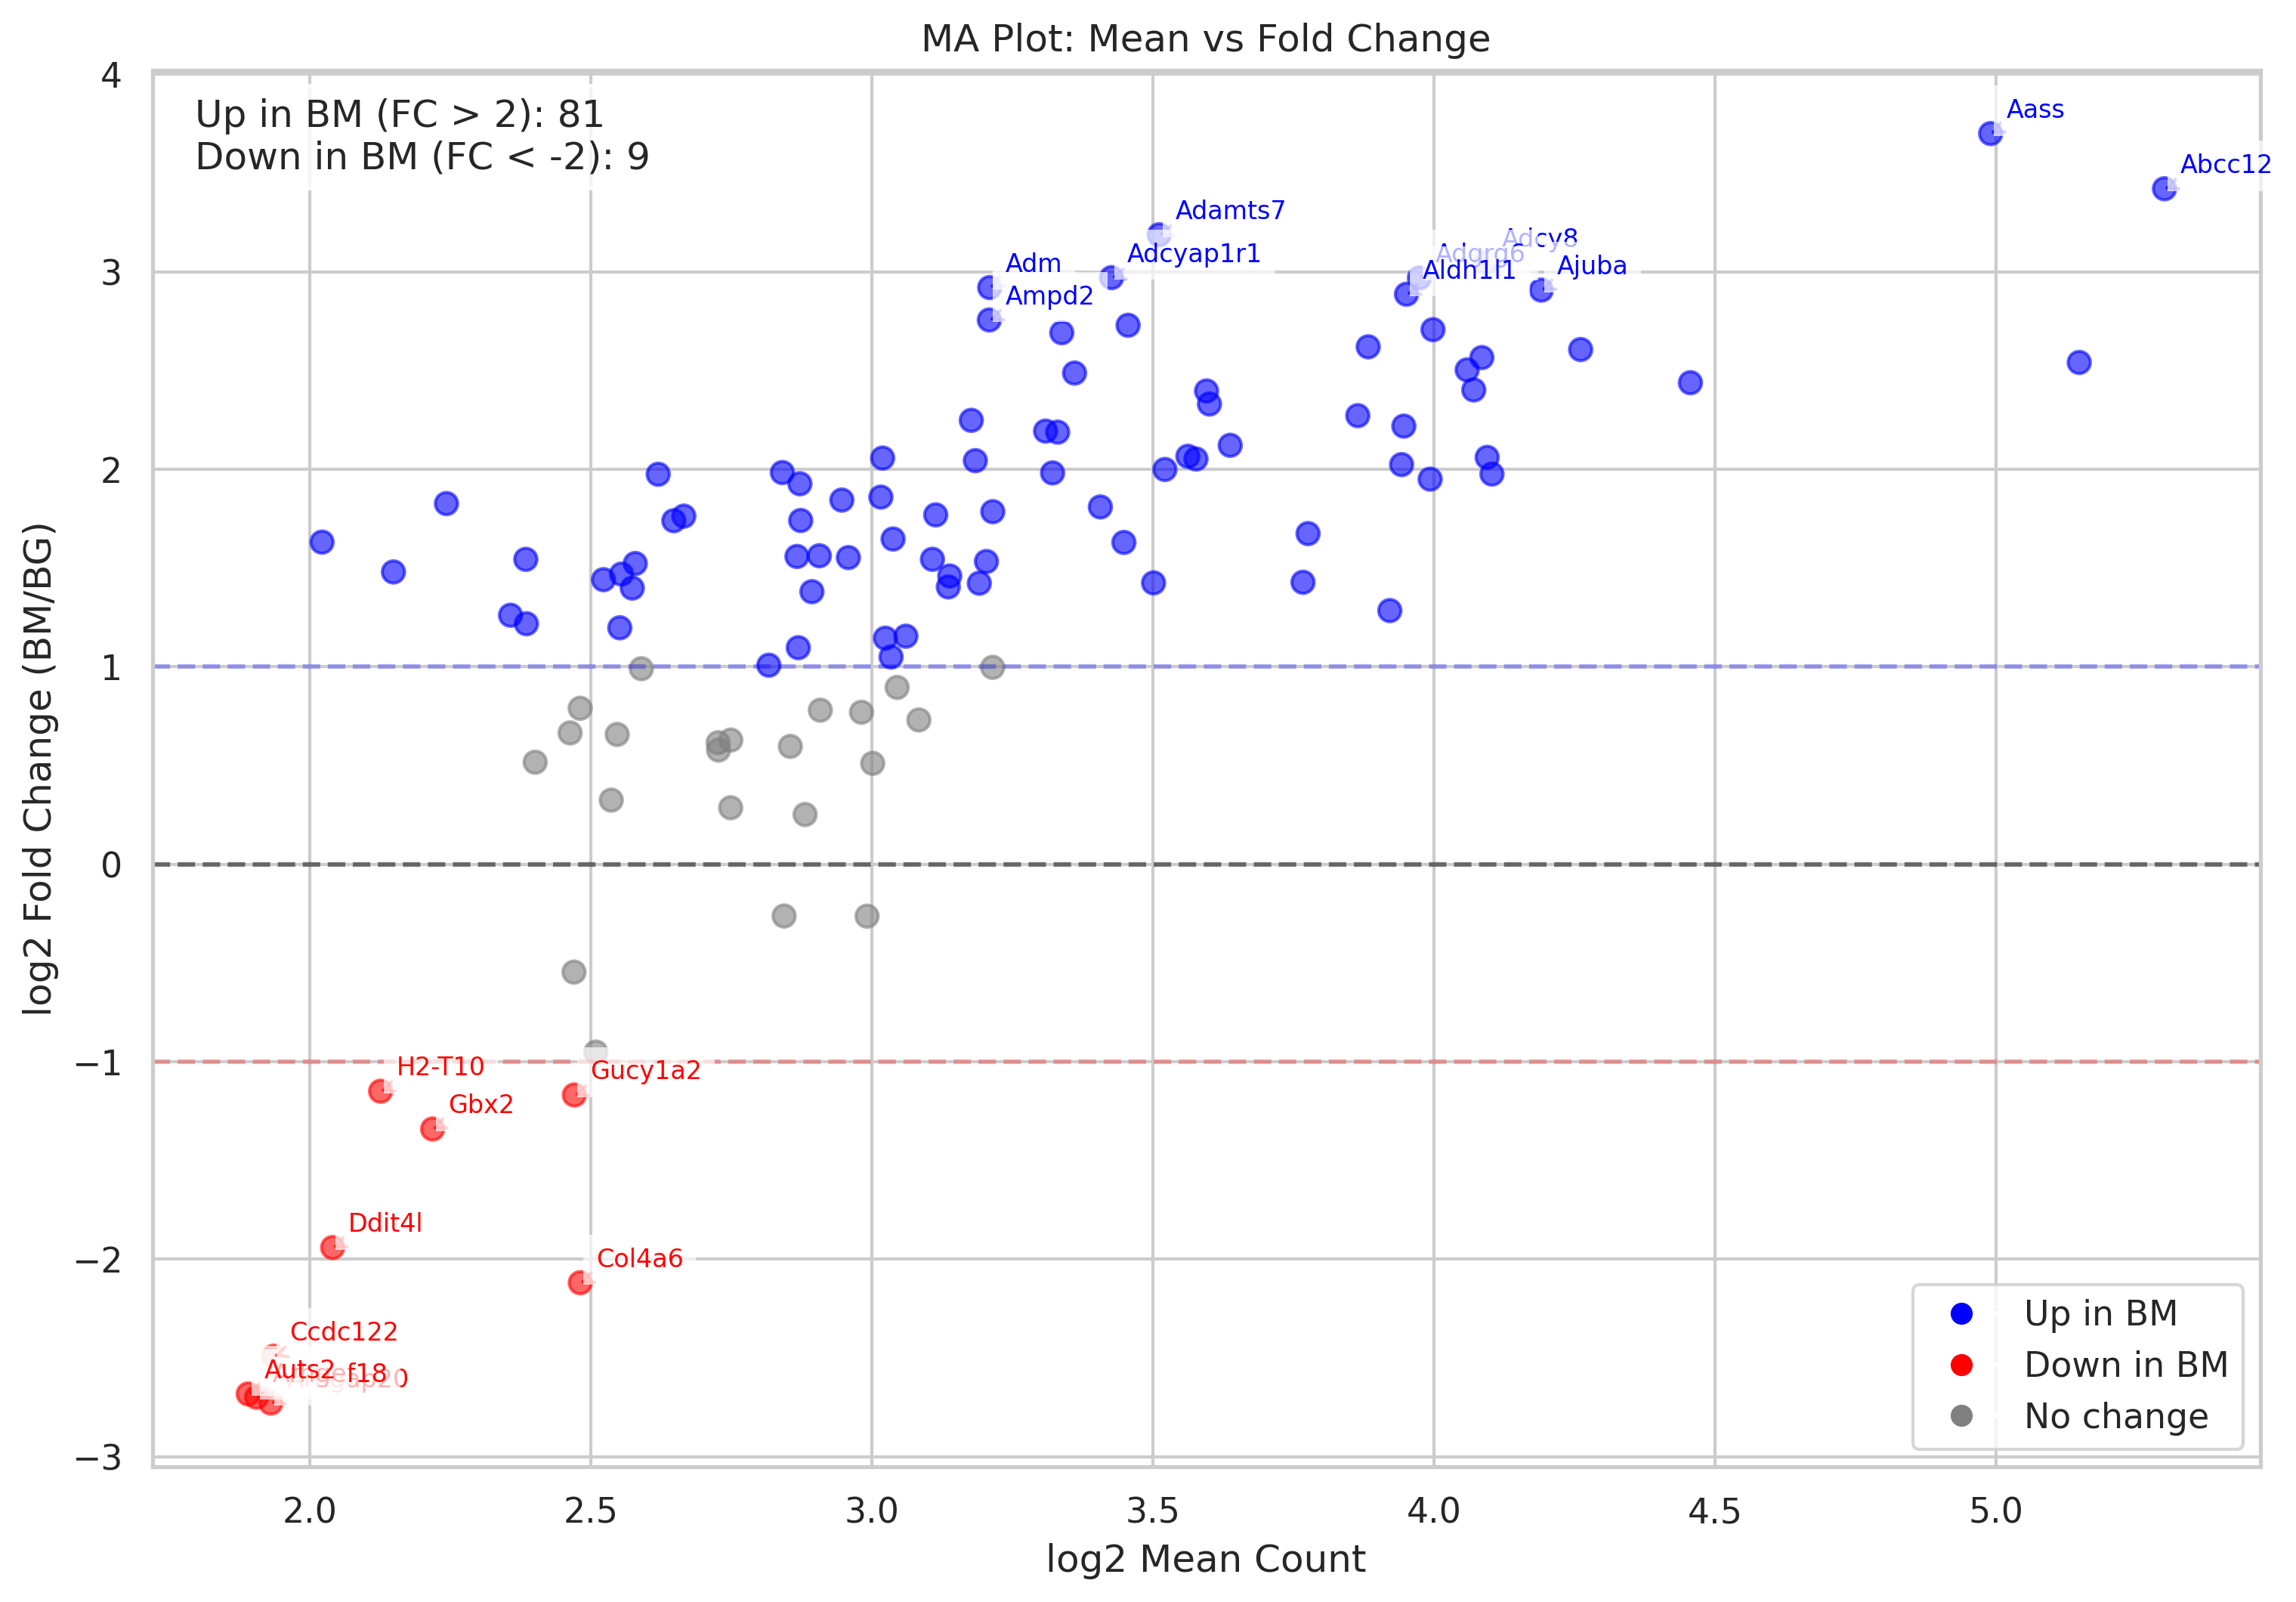 MA Plot: Mean vs Fold Change
Up in BM (FC > 2): 81
Down in BM (FC < -2): 9
Aass
Abcc12
Adamts7
Adcy8
Adcyap1r1
Adgrg6
Adm
Aldh1l1
Ajuba
Ampd2
H2-T10
Gucy1a2
Gbx2
Ddit4l
Col4a6
Ccdc122
Auts2
4
3
2
1
0
−1
−2
−3
log2 Fold Change (BM/BG)
2.0
2.5
3.0
3.5
4.0
4.5
5.0
log2 Mean Count
Up in BM
Down in BM
No change